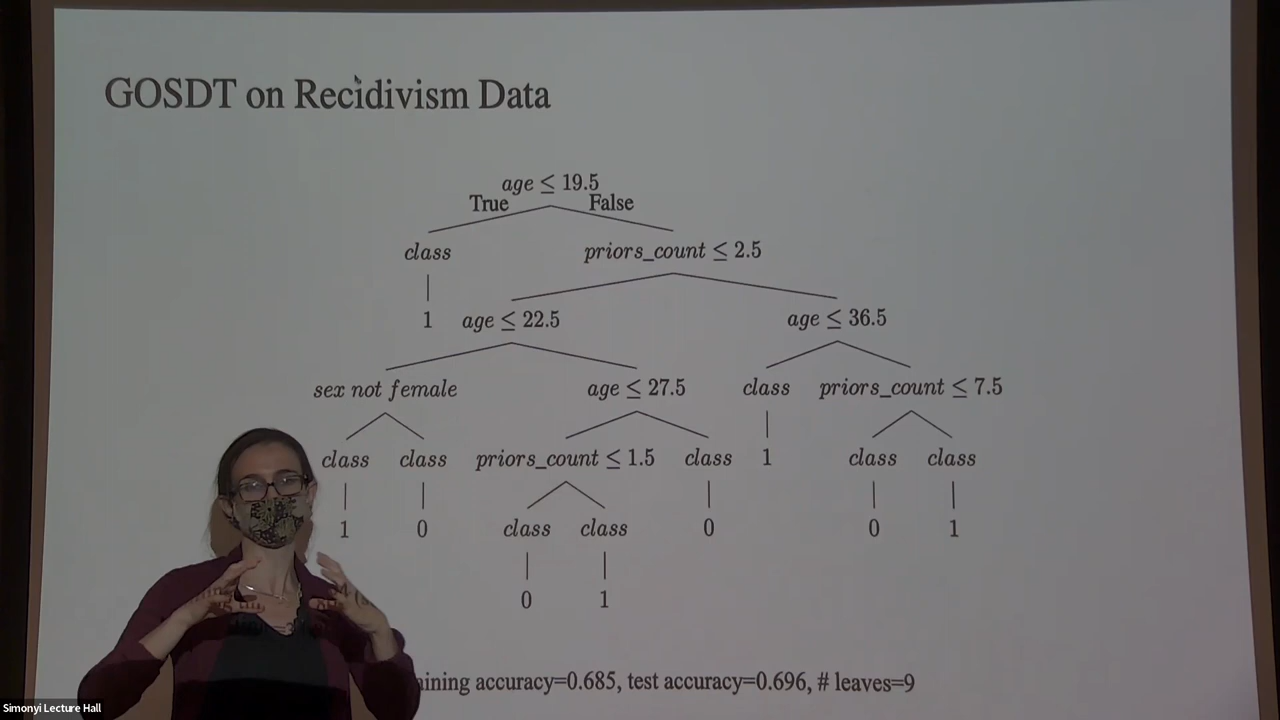 GOSDT on Recidivism Data
age ≤ 19.5
True False
class priors_count ≤ 2.5
1 age ≤ 22.5 age ≤ 36.5
sex not female age ≤ 27.5 class priors_count ≤ 7.5
class class priors_count ≤ 1.5 class 1 class class
1 0 class class 0 0 1
0 1
accuracy=0.685, test accuracy=0.696, # leaves=9
Simonyi Lecture Hall